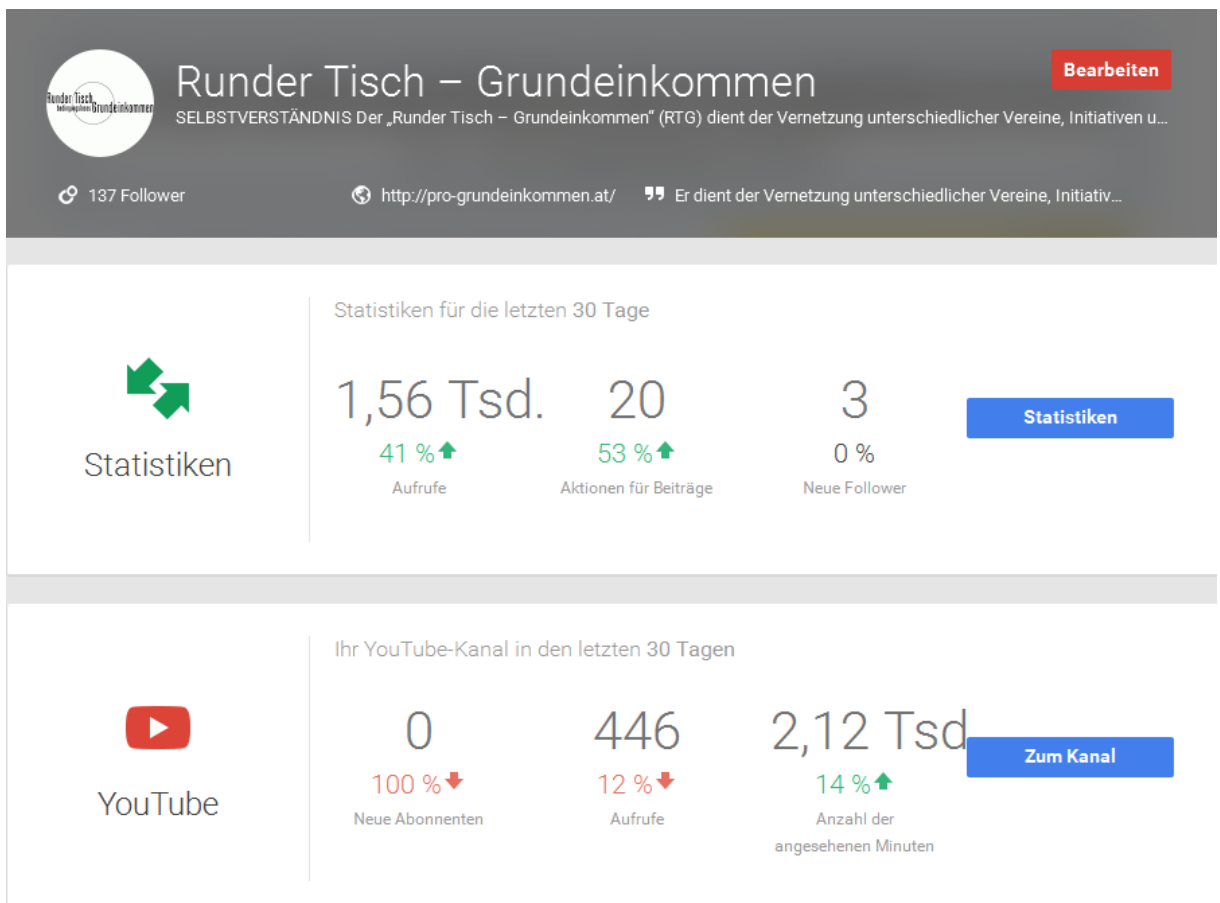 Runder Tisch – Grundeinkommen
Bearbeiten
SELBSTVERSTÄNDNIS Der „Runder Tisch – Grundeinkommen" (RTG) dient der Vernetzung unterschiedlicher Vereine, Initiativen u...
Runder Tisch
Grundeinkommen
137 Follower
http://pro-grundeinkommen.at/
Er dient der Vernetzung unterschiedlicher Vereine, Initiativ...
Statistiken
Statistiken für die letzten 30 Tage
1,56 Tsd. 20 3
41 % 53 % 0 %
Aufrufe Aktionen für Beiträge Neue Follower
Statistiken
YouTube
Ihr YouTube-Kanal in den letzten 30 Tagen
0 446 2,12 Tsd
100 % 12 % 14 %
Neue Abonnenten Aufrufe Anzahl der
angesehenen Minuten
Zum Kanal